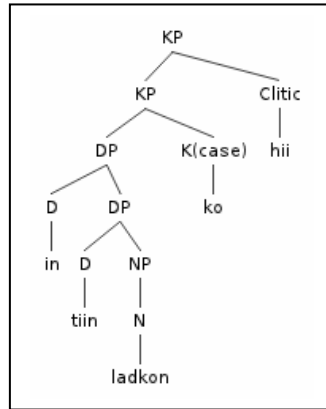 KP
KP Clitic
DP K(case) hii
D DP ko
in D NP
tiin N
ladkon